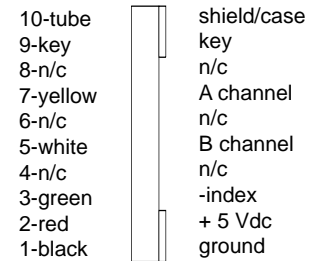 10-tube shield/case
9-key key
8-n/c n/c
7-yellow A channel
6-n/c n/c
5-white B channel
4-n/c n/c
3-green -index
2-red + 5 Vdc
1-black ground